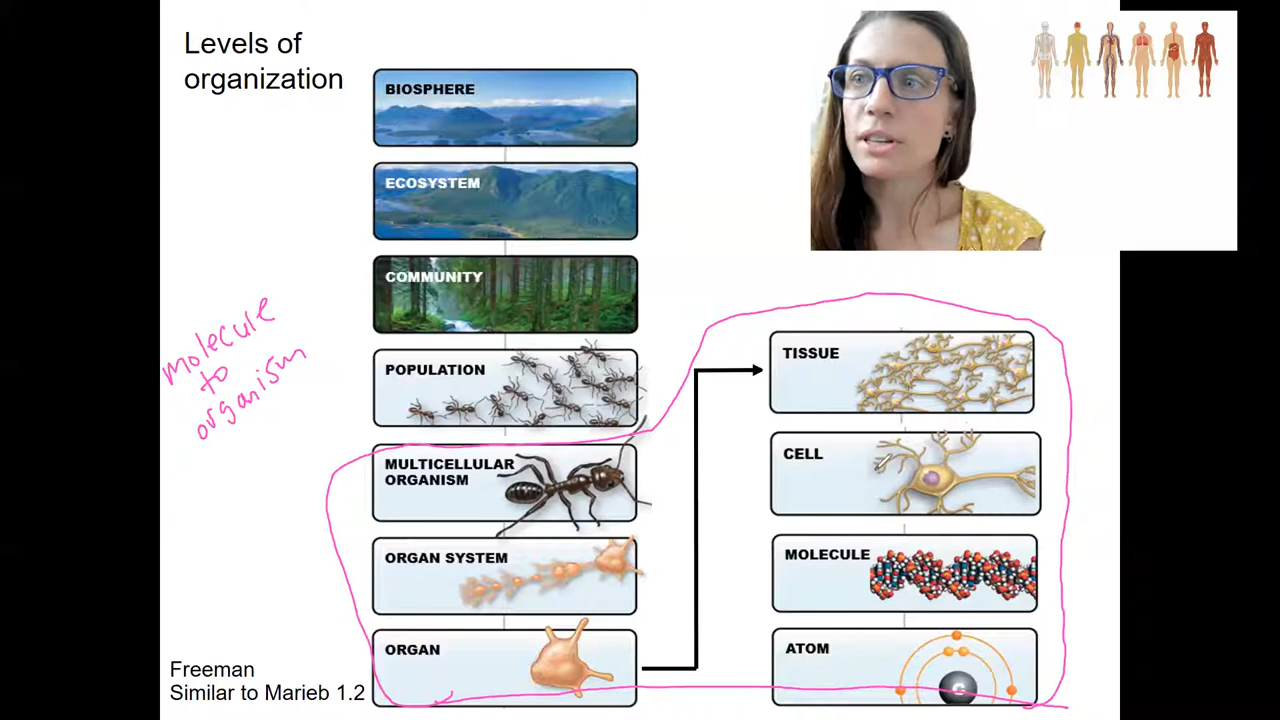 Levels of
organization
BIOSPHERE
ECOSYSTEM
COMMUNITY
POPULATION
MULTICELLULAR
ORGANISM
ORGAN SYSTEM
ORGAN
TISSUE
CELL
MOLECULE
ATOM
C
molecule
to
organism
Freeman
Similar to Marieb 1.2